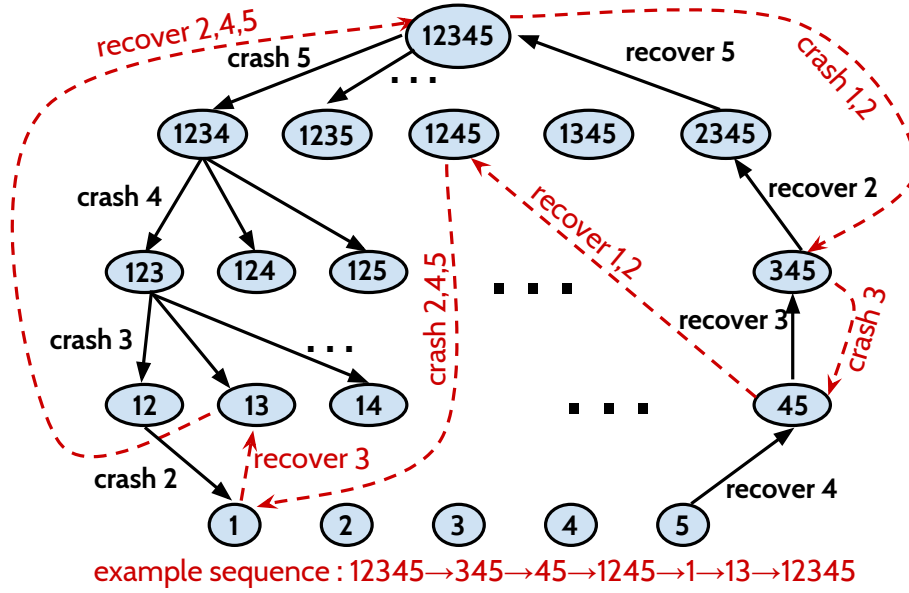 recover 2,4,5
12345
crash 5
. . .
recover 5
crash 1,2
1234
1235
1245
1345
2345
crash 4
recover 1,2
recover 2
123
124
125
crash 2,4,5
. . .
345
crash 3
. . .
recover 3
crash 3
12
13
14
. . .
45
crash 2
recover 3
recover 4
1
2
3
4
5
example sequence : 12345→345→45→1245→1→13→12345